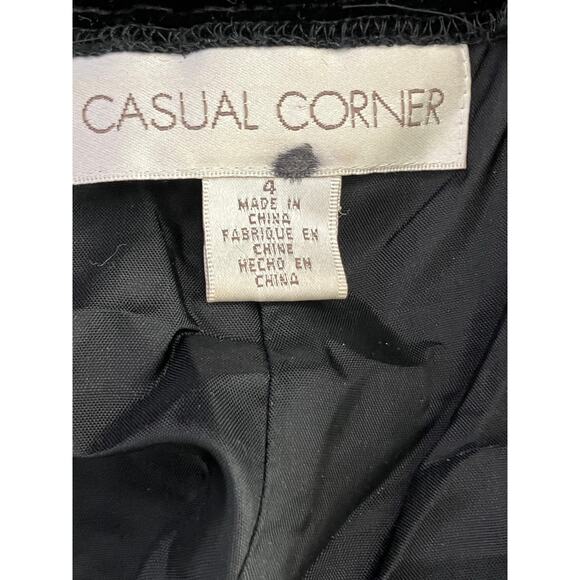 CASUAL CORNER
4
MADE IN
CHINA
FABRIQUE EN
CHINE
HECHO EN
CHINA